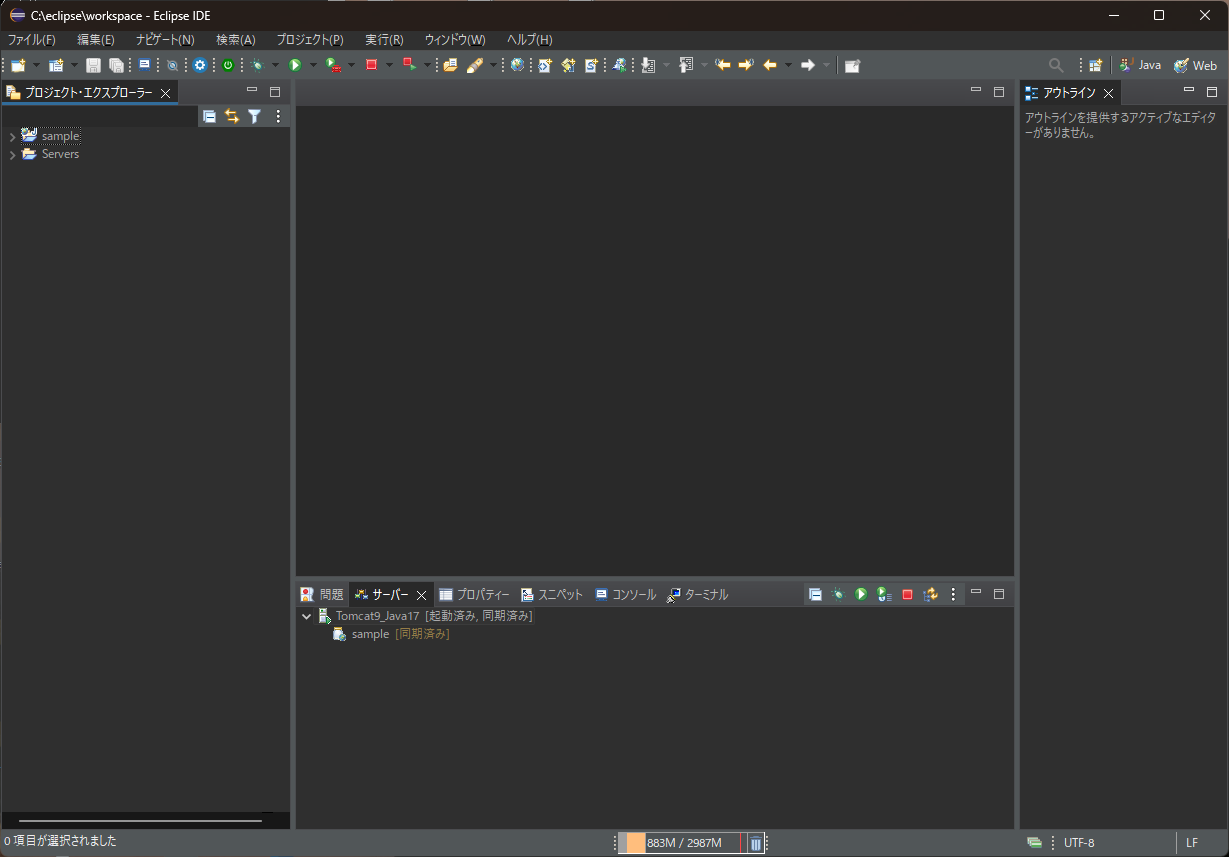 C:\eclipse\workspace - Eclipse IDE
ファイル(F) 編集(E) ナビゲート(N) 検索(A) プロジェクト(P) 実行(R) ウィンドウ(W) ヘルプ(H)
Java Web
プロジェクト・エクスプローラー
sample
Servers
アウトライン
アウトラインを提供するアクティブなエディタ
ーがありません。
問題 サーバー プロパティー スニペット コンソール ターミナル
Tomcat9_Java17 [起動済み, 同期済み]
sample [同期済み]
0 項目が選択されました
883M / 2987M
UTF-8
LF